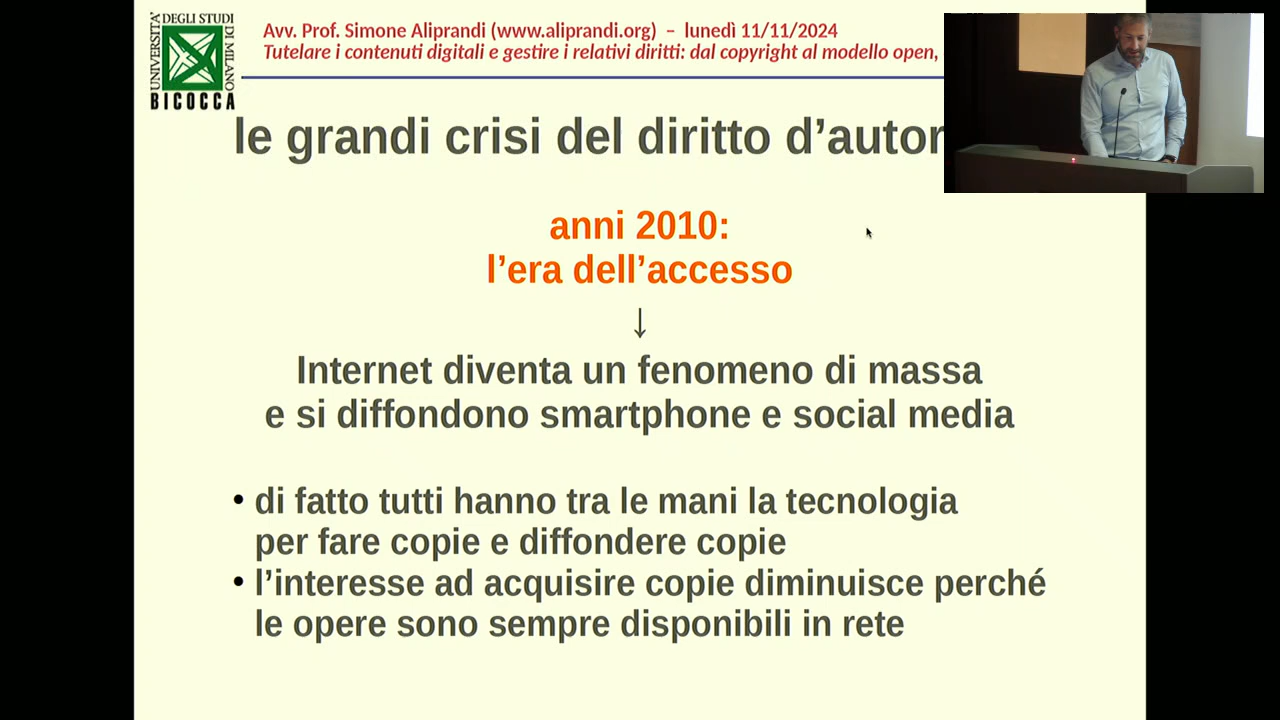 UNIVERSITA' DEGLI STUDI DI MILANO
BICOCCA
Avv. Prof. Simone Aliprandi (www.aliprandi.org) – lunedì 11/11/2024
Tutelare i contenuti digitali e gestire i relativi diritti: dal copyright al modello open,
le grandi crisi del diritto d’autor
anni 2010:
l’era dell’accesso
↓
Internet diventa un fenomeno di massa
e si diffondono smartphone e social media
• di fatto tutti hanno tra le mani la tecnologia
per fare copie e diffondere copie
• l’interesse ad acquisire copie diminuisce perché
le opere sono sempre disponibili in rete